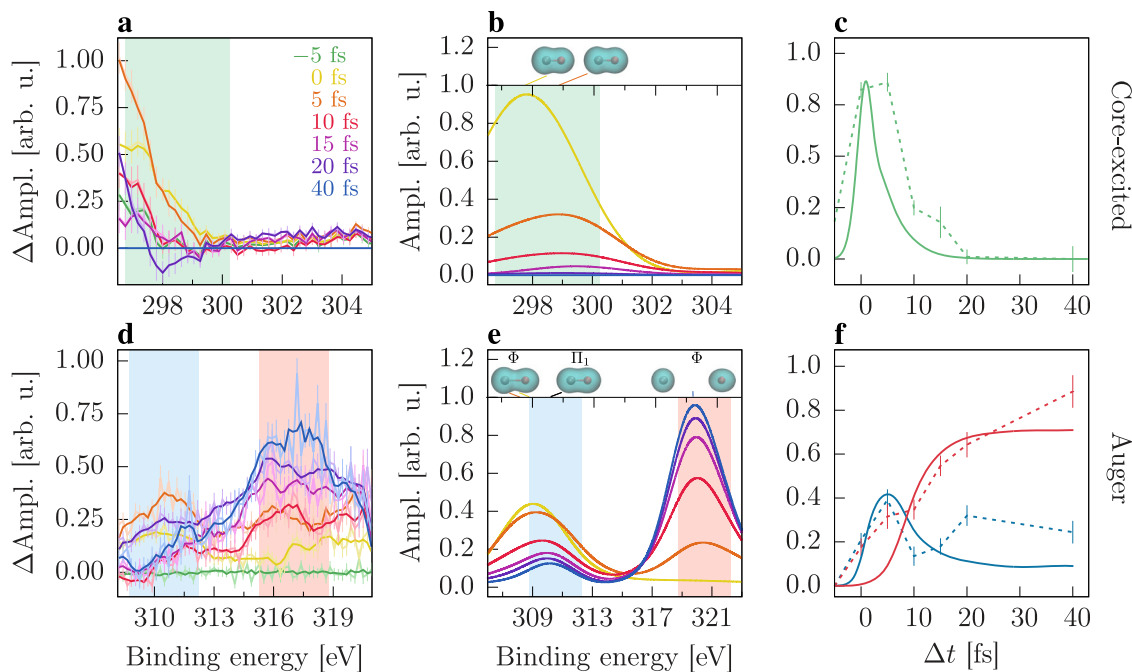 a
ΔAmpl. [arb. u.]
1.00
0.75
0.50
0.25
0.00
298
300
302
304
−5 fs
0 fs
5 fs
10 fs
15 fs
20 fs
40 fs
b
Ampl. [arb. u.]
1.2
1.0
0.8
0.6
0.4
0.2
0.0
298
300
302
304
c
1.0
0.8
0.6
0.4
0.2
0.0
0
10
20
30
40
Core-excited
d
ΔAmpl. [arb. u.]
1.00
0.75
0.50
0.25
0.00
310
313
316
319
Binding energy [eV]
e
Φ
Π₁
Φ
Ampl. [arb. u.]
1.2
1.0
0.8
0.6
0.4
0.2
0.0
309
313
317
321
Binding energy [eV]
f
1.0
0.8
0.6
0.4
0.2
0.0
0
10
20
30
40
Δt [fs]
Auger